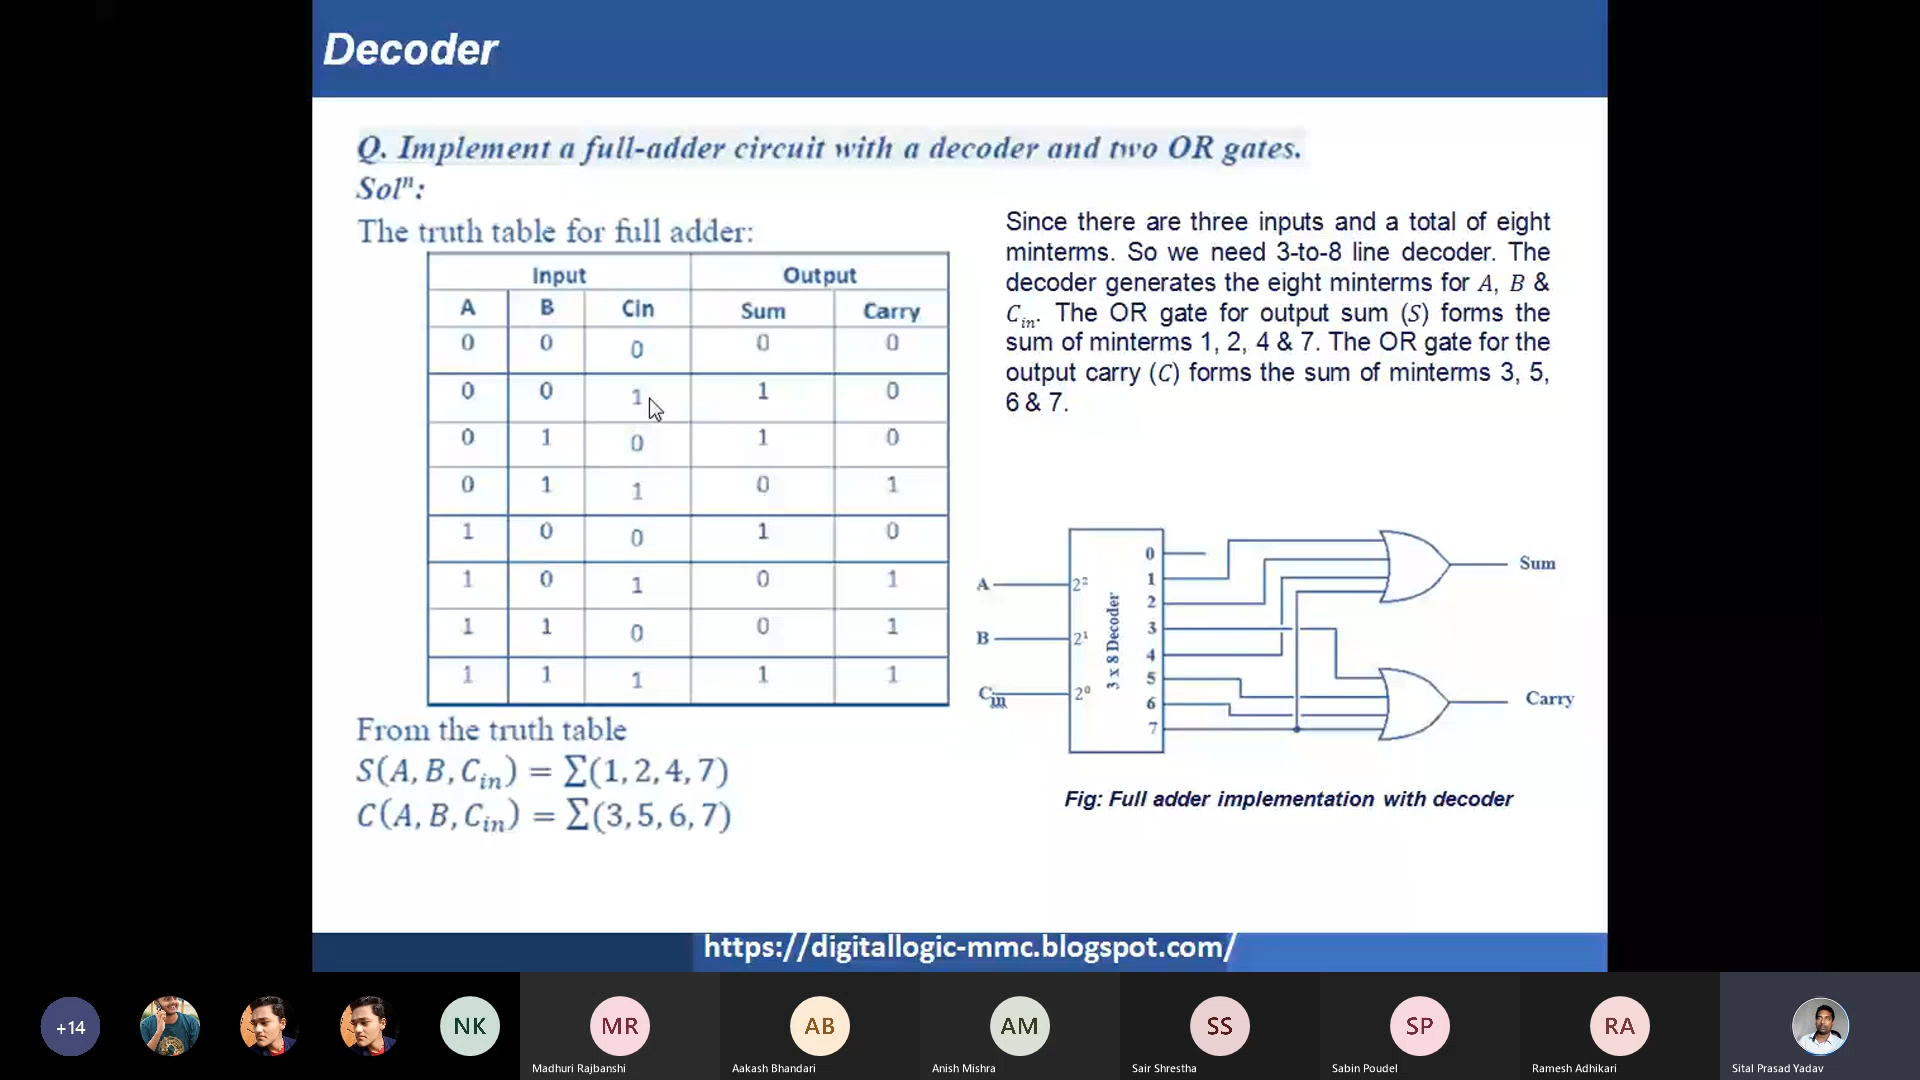 Decoder
Q. Implement a full-adder circuit with a decoder and two OR gates.
Solⁿ:
The truth table for full adder:
Input Output
A B Cin Sum Carry
0 0 0 0 0
0 0 1 1 0
0 1 0 1 0
0 1 1 0 1
1 0 0 1 0
1 0 1 0 1
1 1 0 0 1
1 1 1 1 1
From the truth table
S(A, B, Cᵢₙ) = ∑(1, 2, 4, 7)
C(A, B, Cᵢₙ) = ∑(3, 5, 6, 7)
Since there are three inputs and a total of eight
minterms. So we need 3-to-8 line decoder. The
decoder generates the eight minterms for A, B &
Cᵢₙ. The OR gate for output sum (S) forms the
sum of minterms 1, 2, 4 & 7. The OR gate for the
output carry (C) forms the sum of minterms 3, 5,
6 & 7.
A
B
Cin
2²
2¹
2⁰
3 x 8 Decoder
0
1
2
3
4
5
6
7
Sum
Carry
Fig: Full adder implementation with decoder
https://digitallogic-mmc.blogspot.com/
+14
NK
MR
AB
AM
SS
SP
RA
Madhuri Rajbanshi
Aakash Bhandari
Anish Mishra
Sair Shrestha
Sabin Poudel
Ramesh Adhikari
Sital Prasad Yadav